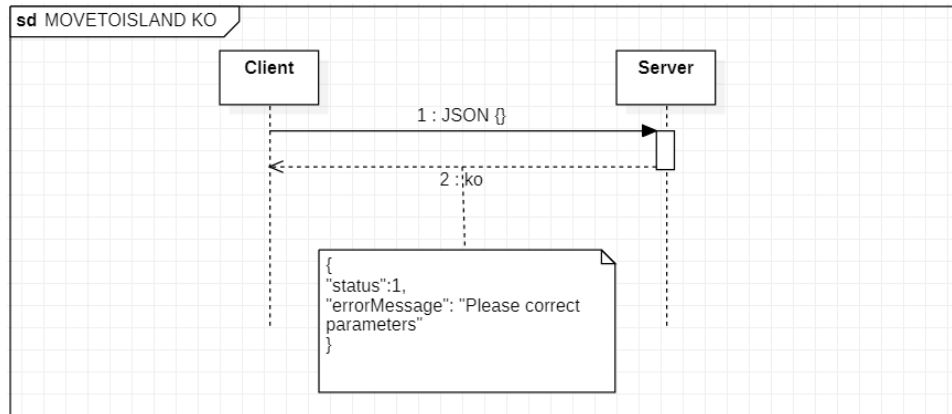 sd MOVETOISLAND KO
Client
Server
1 : JSON {}
2 : ko
{
"status":1,
"errorMessage": "Please correct
parameters"
}